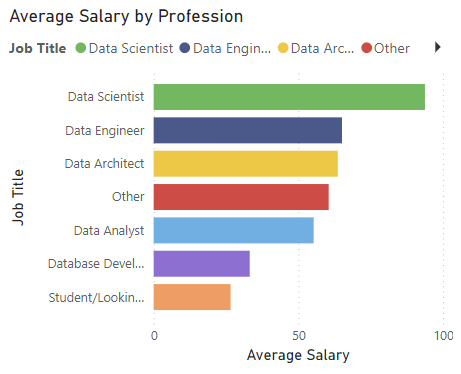 Average Salary by Profession
Job Title Data Scientist Data Engin... Data Arc... Other
Data Scientist
Data Engineer
Data Architect
Other
Data Analyst
Database Devel...
Student/Lookin...
Job Title
0 50 100
Average Salary